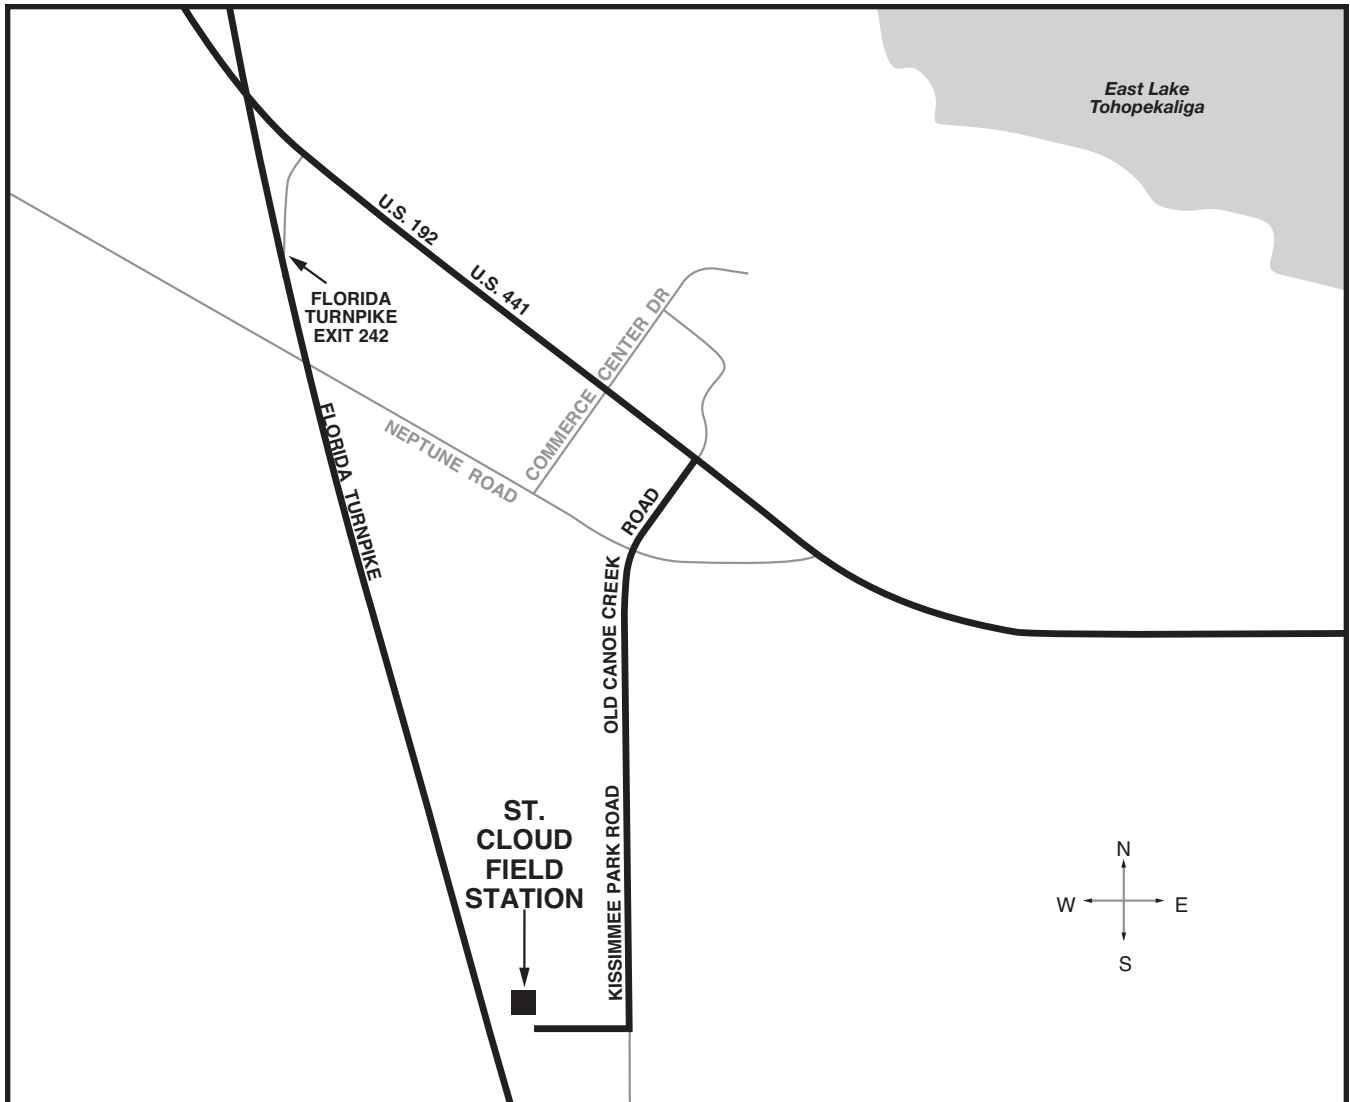 East Lake
Tohopekaliga
U.S. 192
U.S. 441
FLORIDA
TURNPIKE
EXIT 242
COMMERCE CENTER DR
NEPTUNE ROAD
FLORIDA TURNPIKE
OLD CANOE CREEK ROAD
ST.
CLOUD
FIELD
STATION
KISSIMMEE PARK ROAD
N
W E
S